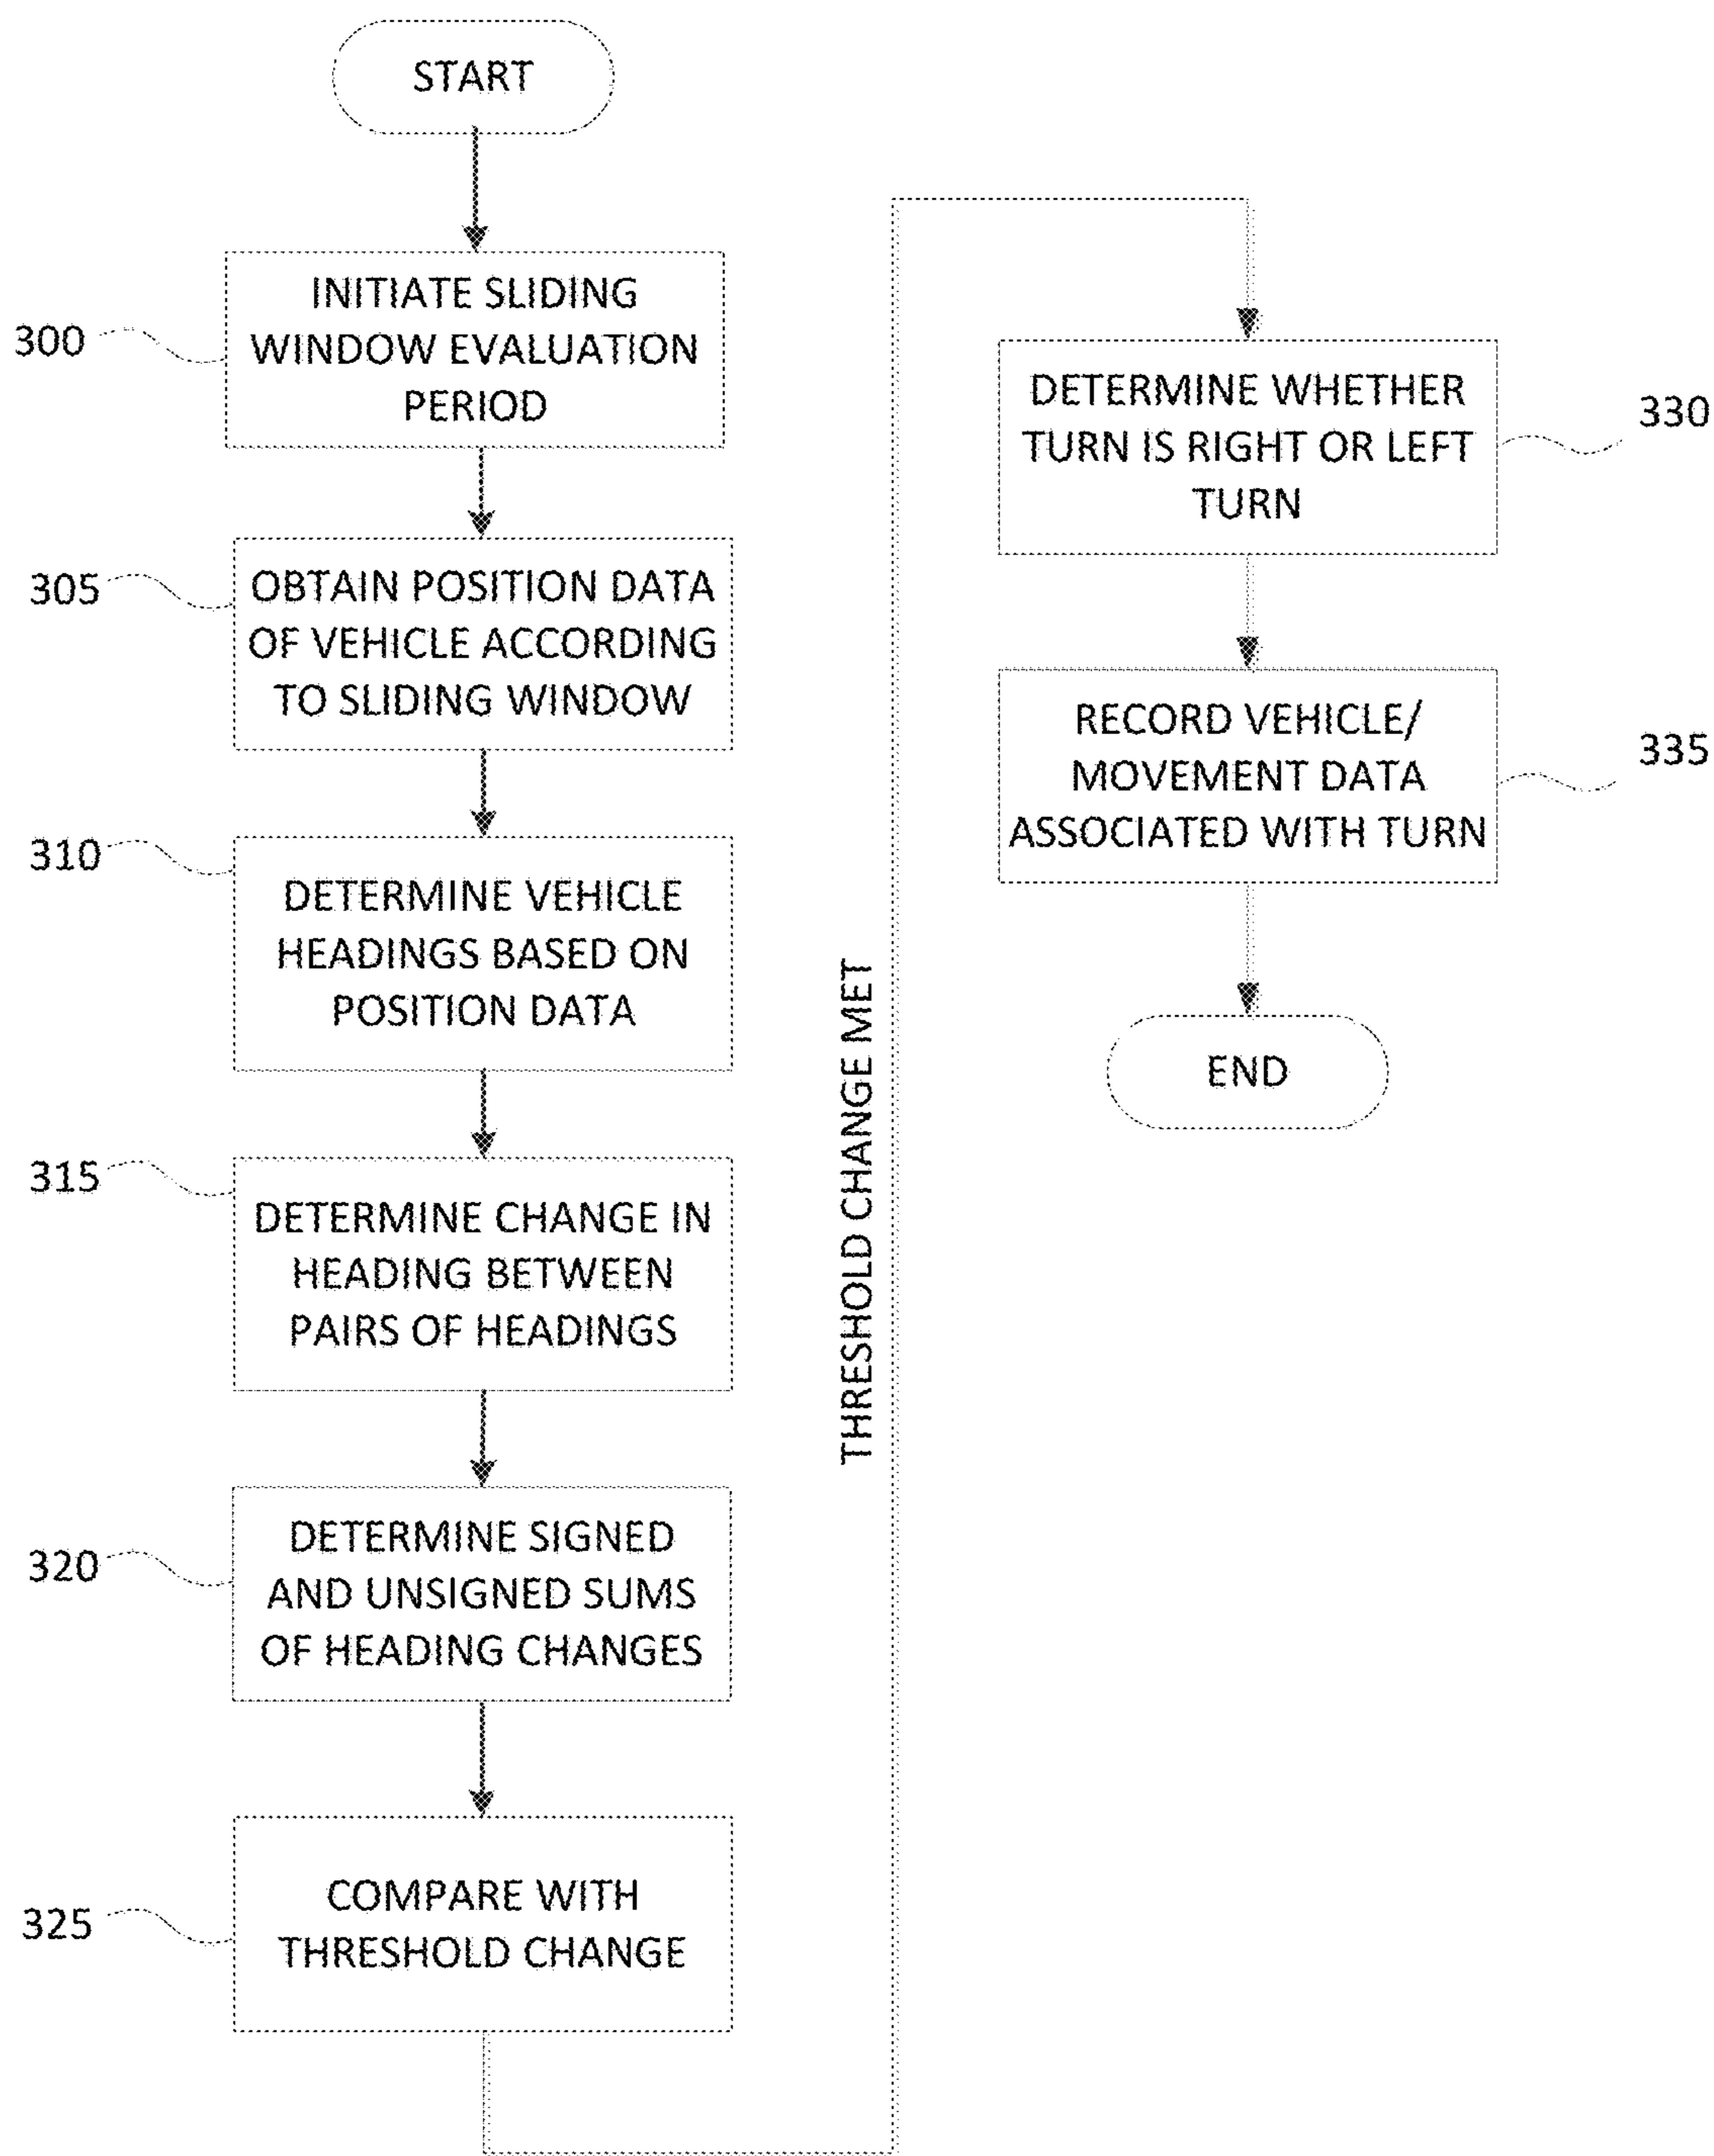 START
300
INITIATE SLIDING
WINDOW EVALUATION
PERIOD
305
OBTAIN POSITION DATA
OF VEHICLE ACCORDING
TO SLIDING WINDOW
310
DETERMINE VEHICLE
HEADINGS BASED ON
POSITION DATA
315
DETERMINE CHANGE IN
HEADING BETWEEN
PAIRS OF HEADINGS
320
DETERMINE SIGNED
AND UNSIGNED SUMS
OF HEADING CHANGES
325
COMPARE WITH
THRESHOLD CHANGE
THRESHOLD CHANGE MET
DETERMINE WHETHER
TURN IS RIGHT OR LEFT
TURN
330
RECORD VEHICLE/
MOVEMENT DATA
ASSOCIATED WITH TURN
335
END